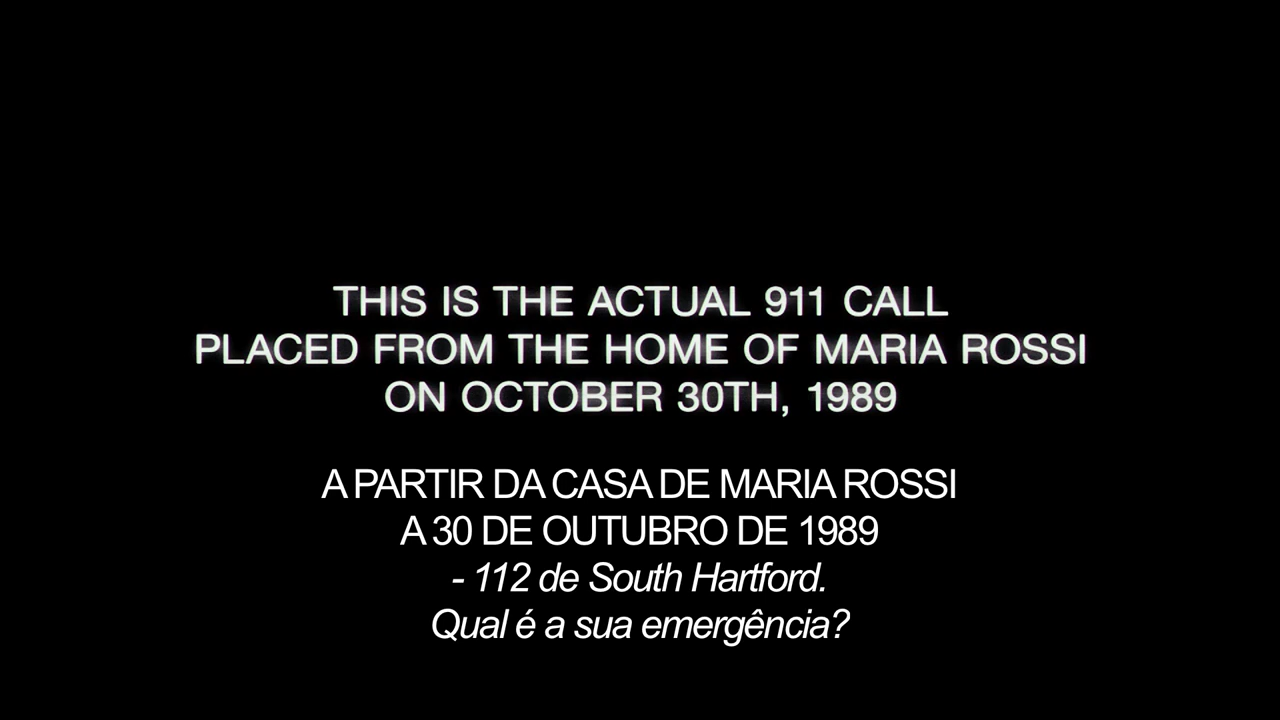 THIS IS THE ACTUAL 911 CALL
PLACED FROM THE HOME OF MARIA ROSSI
ON OCTOBER 30TH, 1989
A PARTIR DA CASA DE MARIA ROSSI
A 30 DE OUTUBRO DE 1989
- 112 de South Hartford.
Qual é a sua emergência?